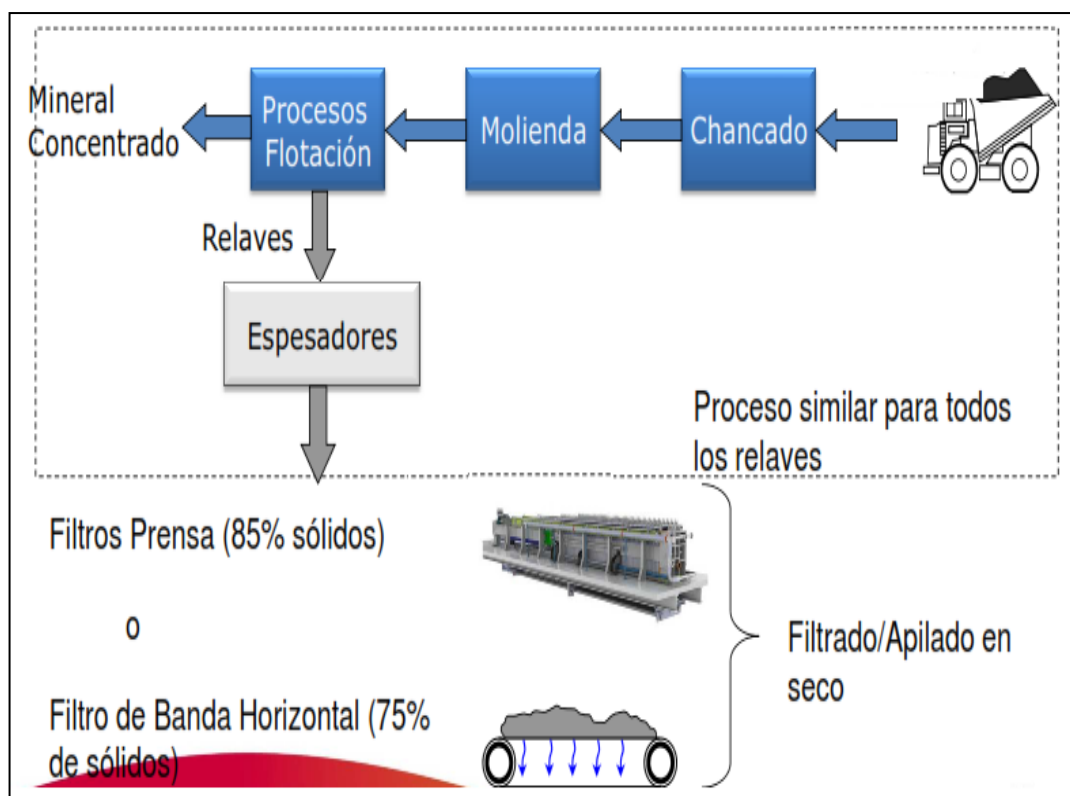 Mineral
Concentrado
Procesos
Flotación
Molienda
Chancado
Relaves
Espesadores
Proceso similar para todos
los relaves
Filtros Prensa (85% sólidos)
o
Filtro de Banda Horizontal (75%
de sólidos)
Filtrado/Apilado en
seco